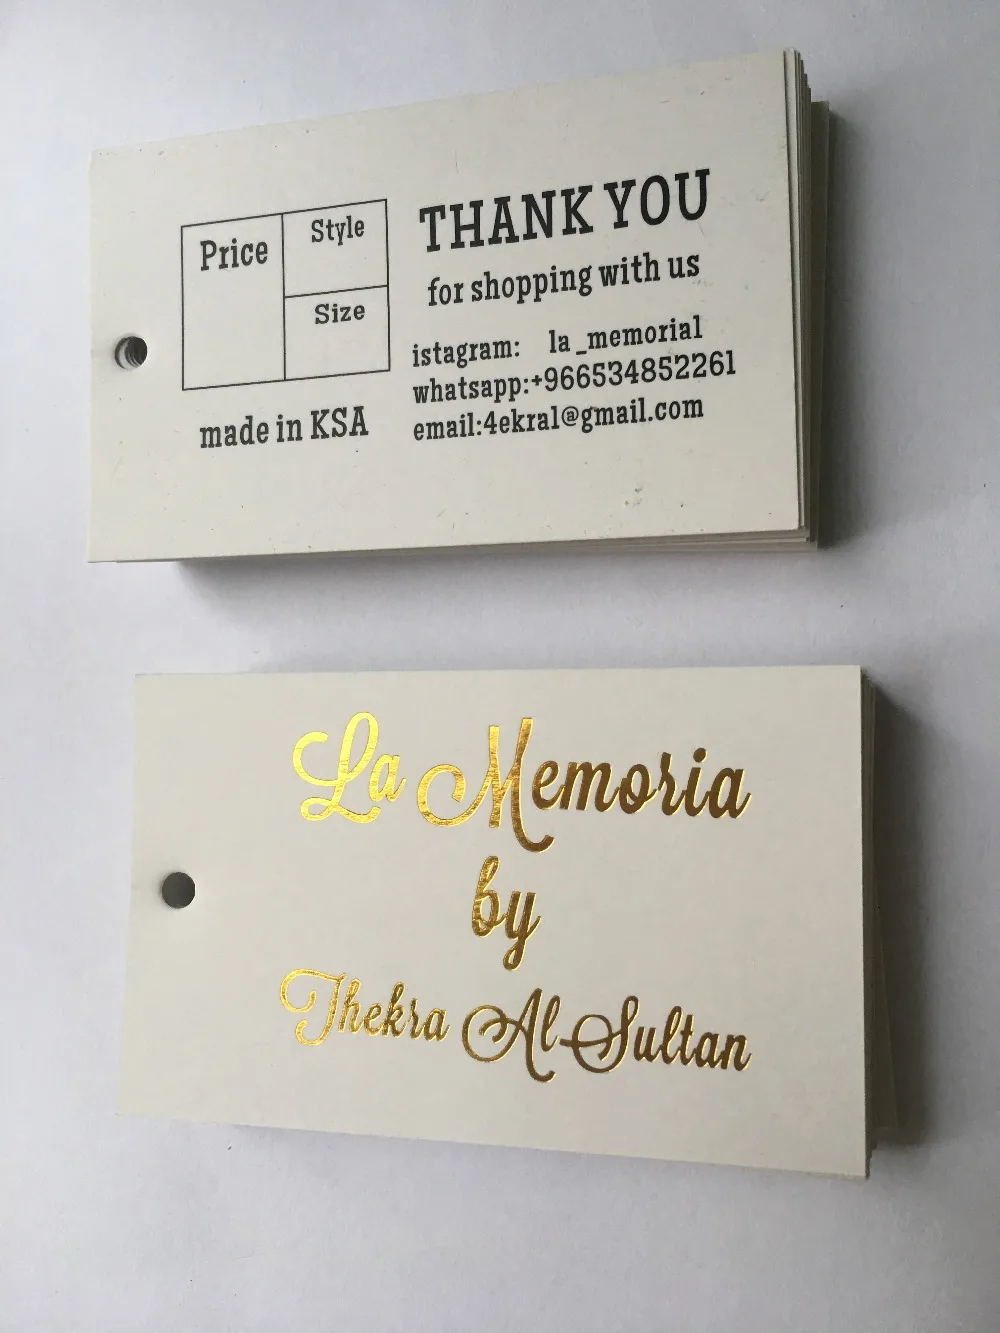 Price
Style
Size
made in KSA
THANK YOU
for shopping with us
istagram: la_memorial
whatsapp:+966534852261
email:4ekral@gmail.com
La Memoria
by
Thekra Al-Sultan